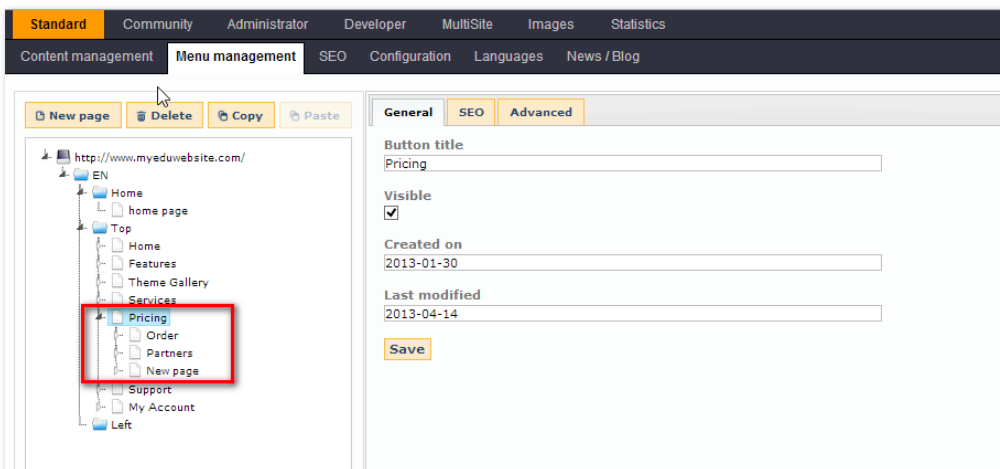 Standard Community Administrator Developer MultiSite Images Statistics
Content management Menu management SEO Configuration Languages News / Blog
New page Delete Copy Paste
http://www.myeduwebsite.com/
EN
Home
home page
Top
Home
Features
Theme Gallery
Services
Pricing
Order
Partners
New page
Support
My Account
Left
General SEO Advanced
Button title
Pricing
Visible
Created on
2013-01-30
Last modified
2013-04-14
Save